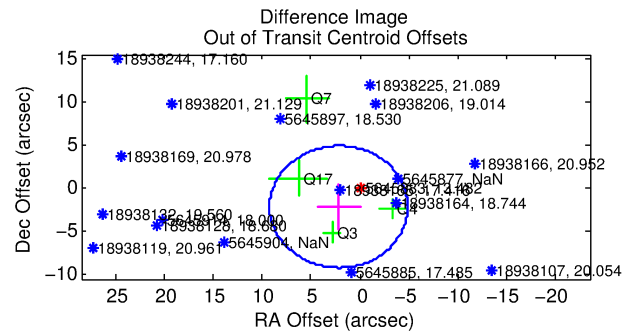 Difference Image
Out of Transit Centroid Offsets
Dec Offset (arcsec)
15
10
5
0
−5
−10
18938244, 17.160
18938225, 21.089
Q7
18938201, 21.129
18938206, 19.014
5645897, 18.530
18938169, 20.978
18938166, 20.952
Q17
5645877, NaN
18938164, 18.744
Q4
18938132, 19.560
18.000
18938128, 18.680
Q3
5645904, NaN
18938119, 20.961
5645885, 17.485
18938107, 20.054
25 20 15 10 5 0 −5 −10 −15 −20
RA Offset (arcsec)